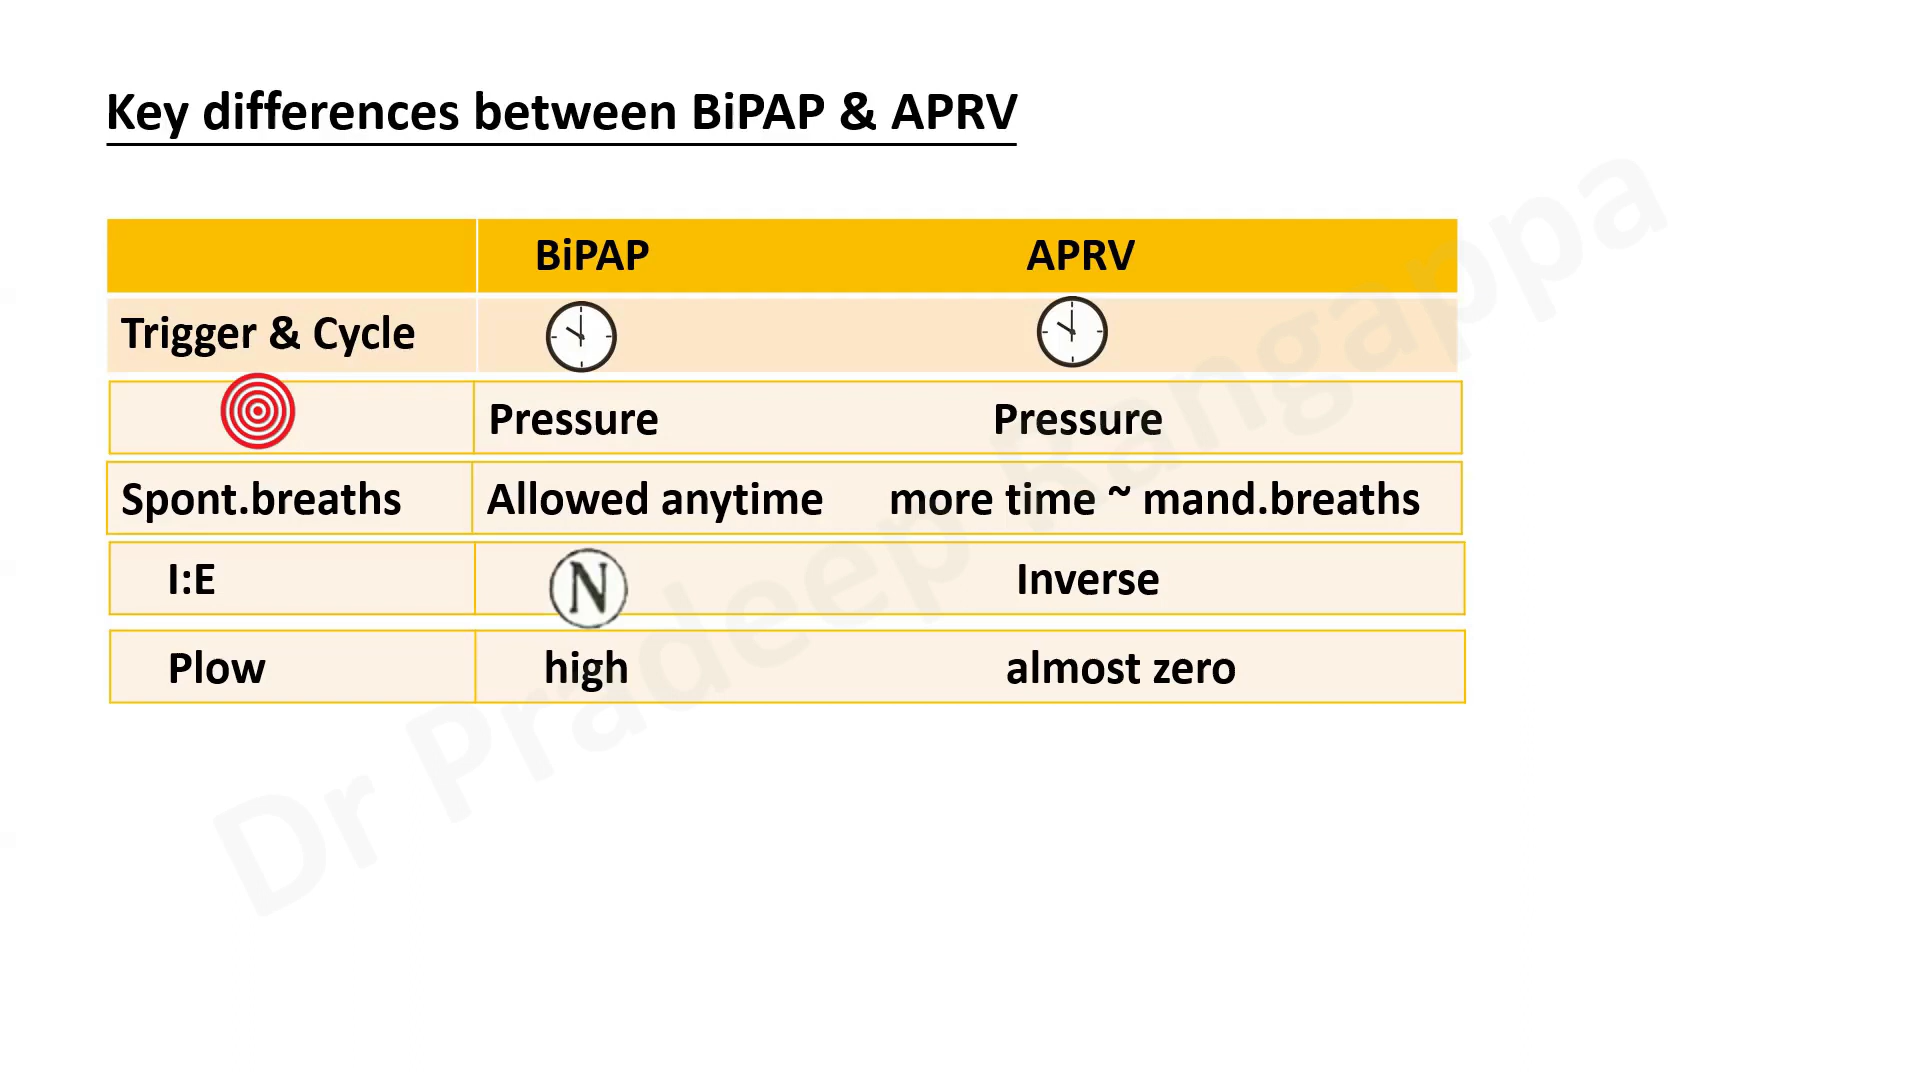 Key differences between BiPAP & APRV
BiPAP APRV
Trigger & Cycle
Pressure Pressure
Spont.breaths Allowed anytime more time ~ mand.breaths
I:E N Inverse
Plow high almost zero
Dr Pradeep Rangappa